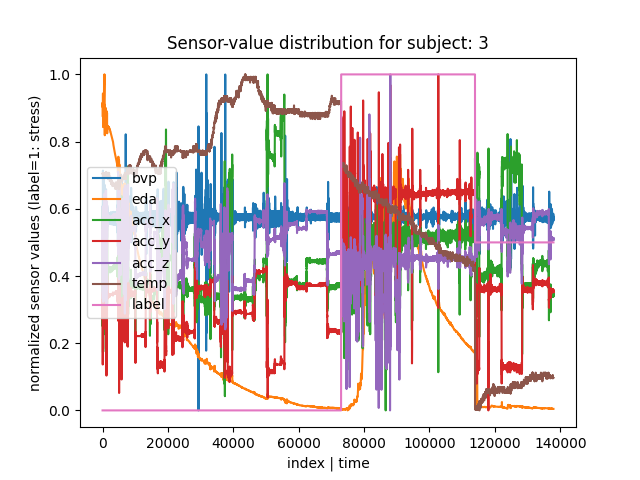 Sensor-value distribution for subject: 3
normalized sensor values (label=1: stress)
1.0
0.8
0.6
0.4
0.2
0.0
bvp
eda
acc_x
acc_y
acc_z
temp
label
0 20000 40000 60000 80000 100000 120000 140000
index | time